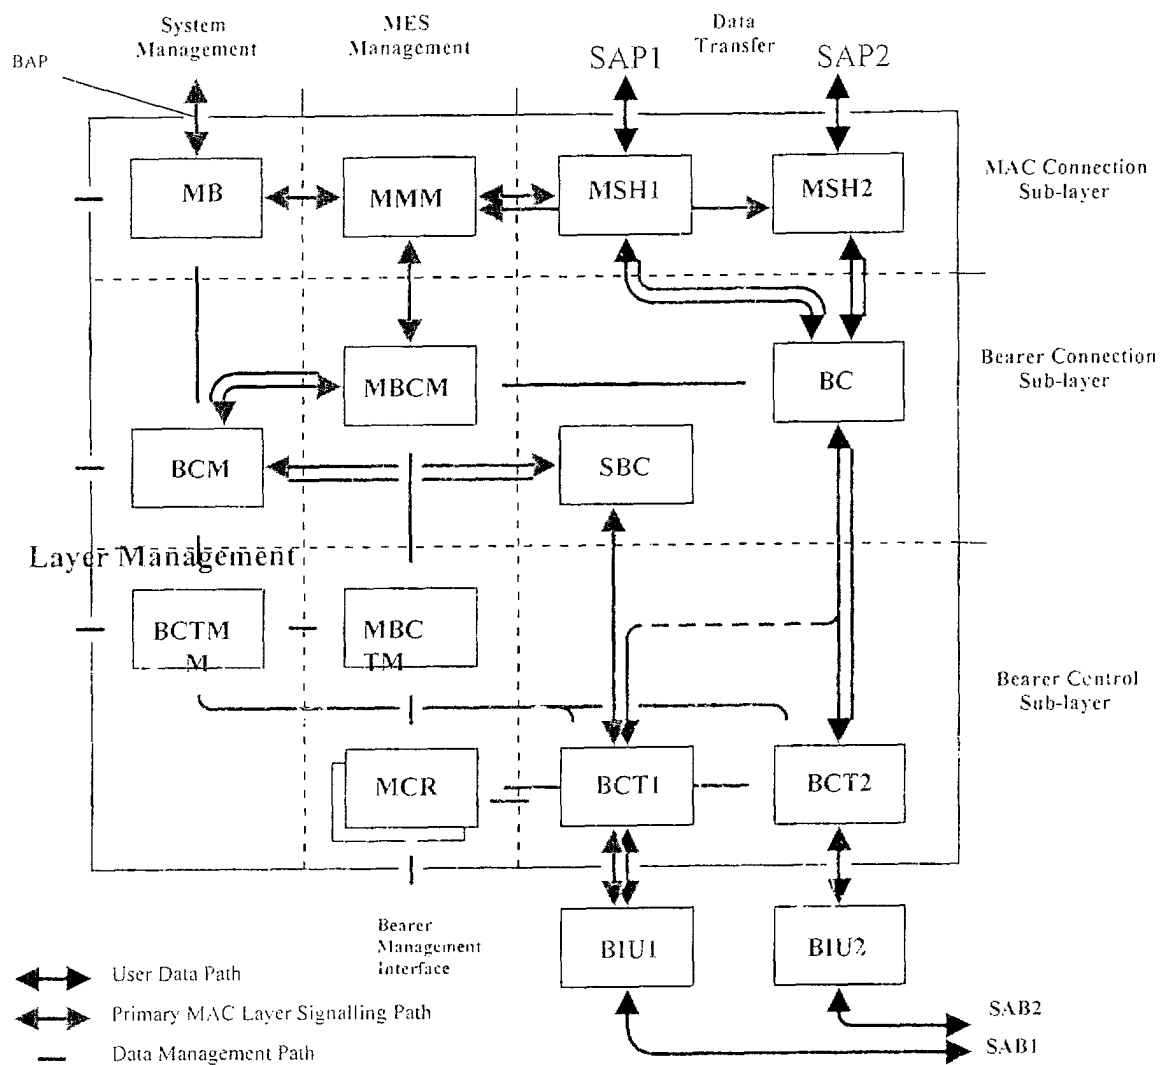 System
Management
MES
Management
Data
Transfer
BAP
SAP1
SAP2
MB
MMM
MSH1
MSH2
MAC Connection
Sub-layer
MBCM
BC
Bearer Connection
Sub-layer
BCM
SBC
Layer Management
BCTM
M
MBC
TM
Bearer Control
Sub-layer
MCR
BCT1
BCT2
Bearer
Management
Interface
BIU1
BIU2
User Data Path
Primary MAC Layer Signalling Path
Data Management Path
SAB2
SAB1